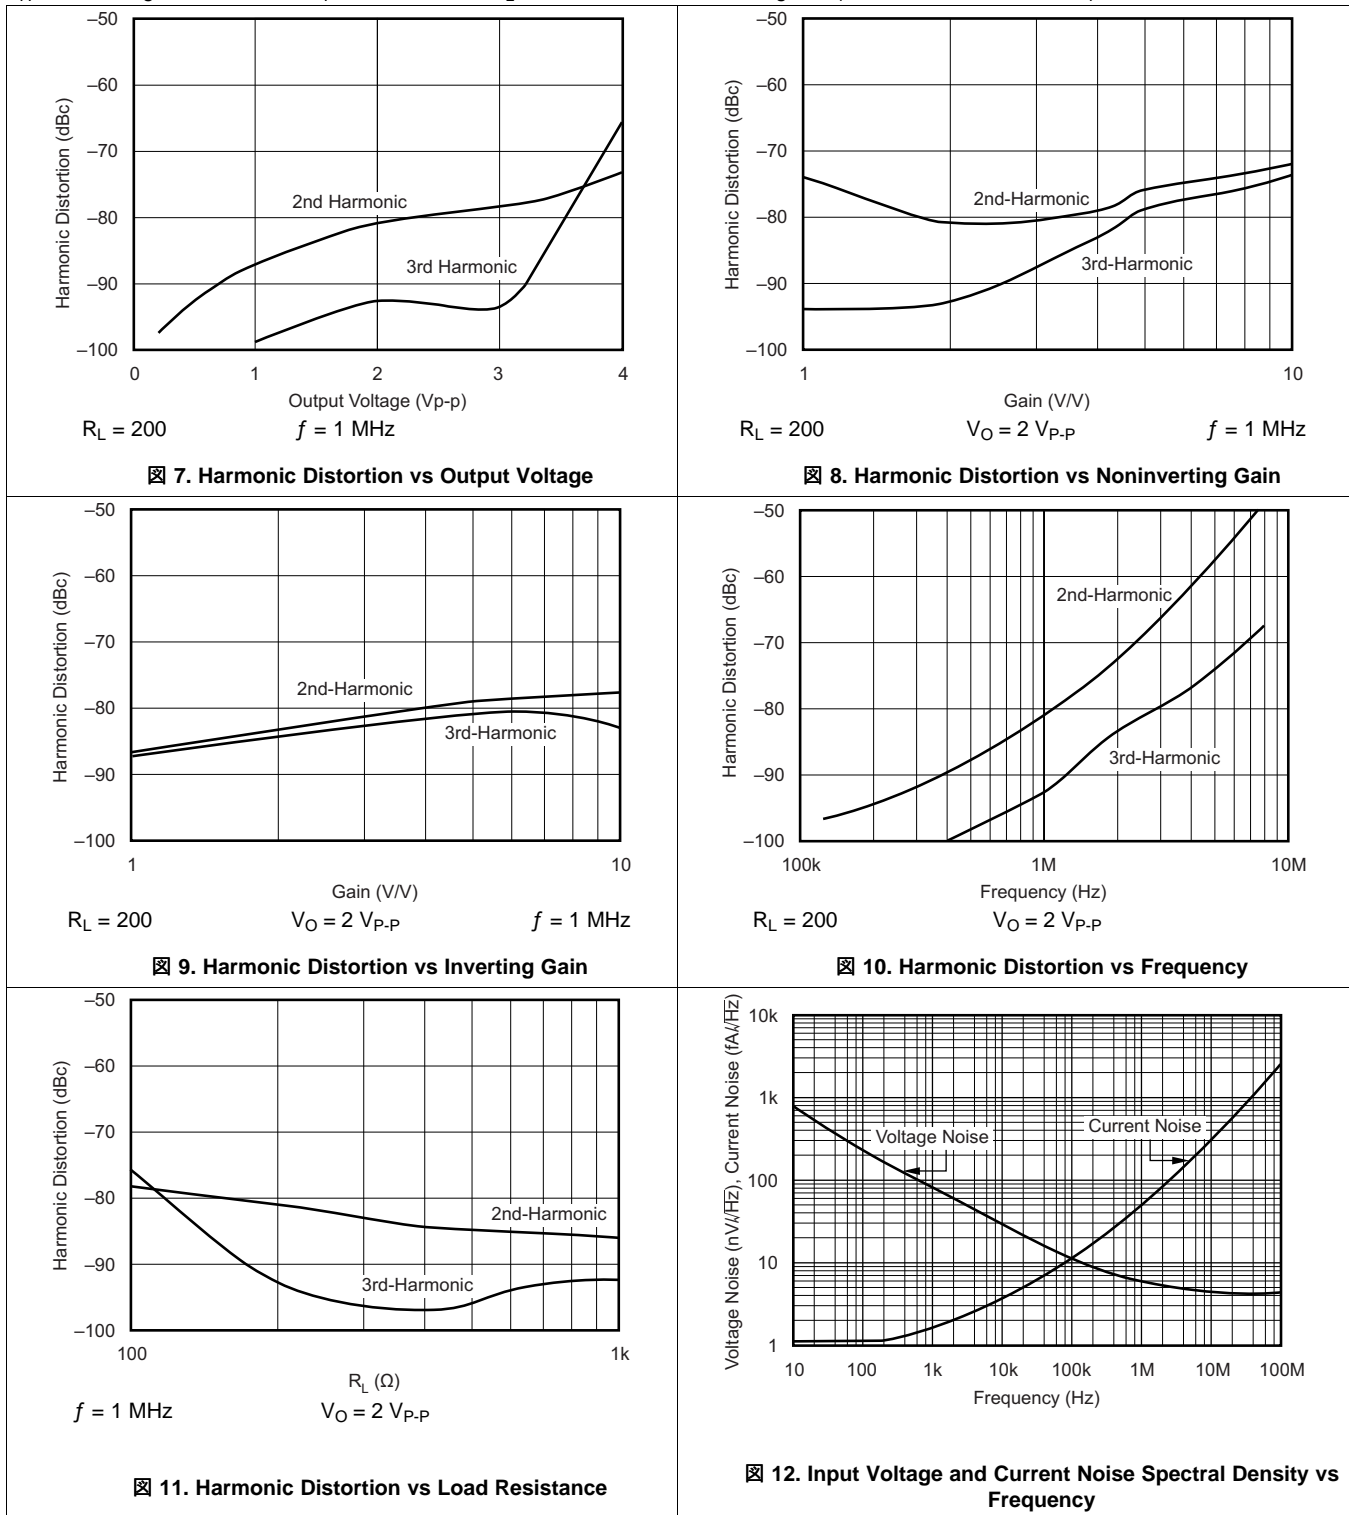 –50
–60
–70
–80
–90
–100
Harmonic Distortion (dBc)
2nd Harmonic
3rd Harmonic
0 1 2 3 4
Output Voltage (Vp-p)
R_L = 200 ƒ = 1 MHz
図 7. Harmonic Distortion vs Output Voltage
–50
–60
–70
–80
–90
–100
Harmonic Distortion (dBc)
2nd-Harmonic
3rd-Harmonic
1 10
Gain (V/V)
R_L = 200 V_O = 2 V_P-P ƒ = 1 MHz
図 8. Harmonic Distortion vs Noninverting Gain
–50
–60
–70
–80
–90
–100
Harmonic Distortion (dBc)
2nd-Harmonic
3rd-Harmonic
1 10
Gain (V/V)
R_L = 200 V_O = 2 V_P-P ƒ = 1 MHz
図 9. Harmonic Distortion vs Inverting Gain
–50
–60
–70
–80
–90
–100
Harmonic Distortion (dBc)
2nd-Harmonic
3rd-Harmonic
100k 1M 10M
Frequency (Hz)
R_L = 200 V_O = 2 V_P-P
図 10. Harmonic Distortion vs Frequency
–50
–60
–70
–80
–90
–100
Harmonic Distortion (dBc)
2nd-Harmonic
3rd-Harmonic
100 1k
R_L (Ω)
ƒ = 1 MHz V_O = 2 V_P-P
図 11. Harmonic Distortion vs Load Resistance
10k
1k
100
10
1
Voltage Noise (nV/√Hz), Current Noise (fA/√Hz)
Voltage Noise
Current Noise
10 100 1k 10k 100k 1M 10M 100M
Frequency (Hz)
図 12. Input Voltage and Current Noise Spectral Density vs
Frequency